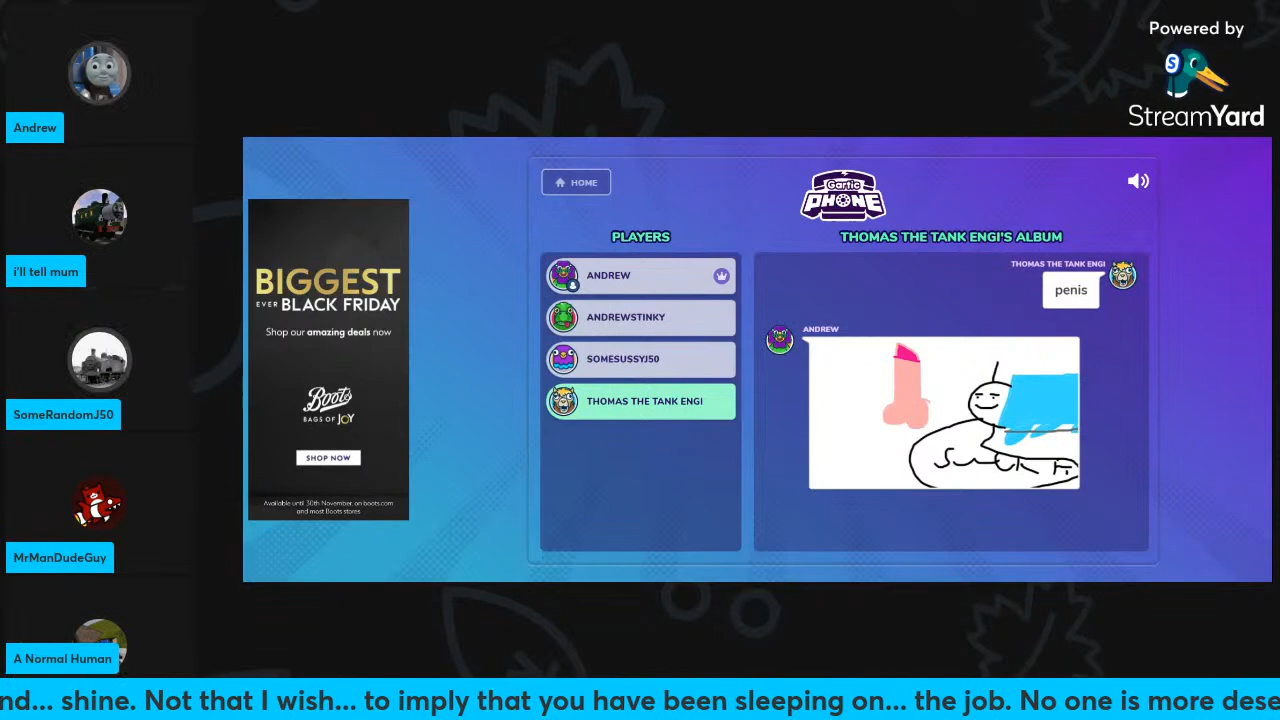 Powered by
StreamYard
Andrew
i'll tell mum
SomeRandomJ50
MrManDudeGuy
A Normal Human
BIGGEST
EVER BLACK FRIDAY
Shop our amazing deals now
Boots
BAGS OF JOY
SHOP NOW
Available until 30th November, on boots.com
and most Boots stores
HOME
Gartic
PHONE
PLAYERS
ANDREW
ANDREWSTINKY
SOMESUSSYJ50
THOMAS THE TANK ENGI
THOMAS THE TANK ENGI'S ALBUM
THOMAS THE TANK ENGI
penis
ANDREW
nd... shine. Not that I wish... to imply that you have been sleeping on... the job. No one is more dese